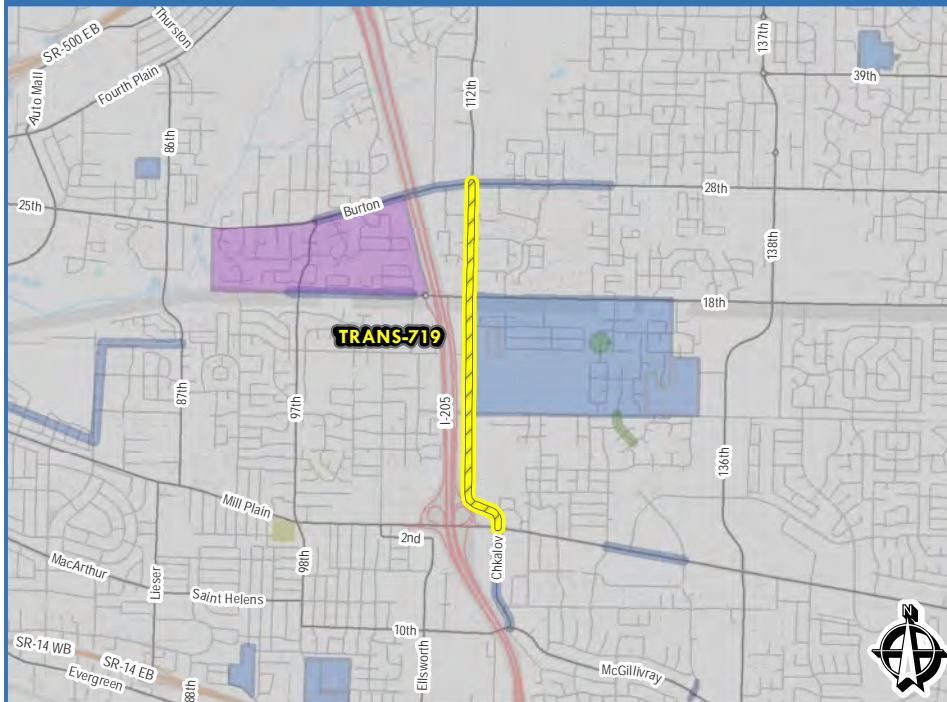 SR-500 EB
Thurston
Auto Mall
Fourth Plain
86th
112th
137th
39th
25th
Burton
28th
138th
18th
TRANS-719
87th
97th
I-205
136th
Mill Plain
2nd
Chkalov
MacArthur
Lieser
98th
Saint Helens
10th
Ellsworth
McGillivray
SR-14 WB
SR-14 EB
Evergreen
88th
N